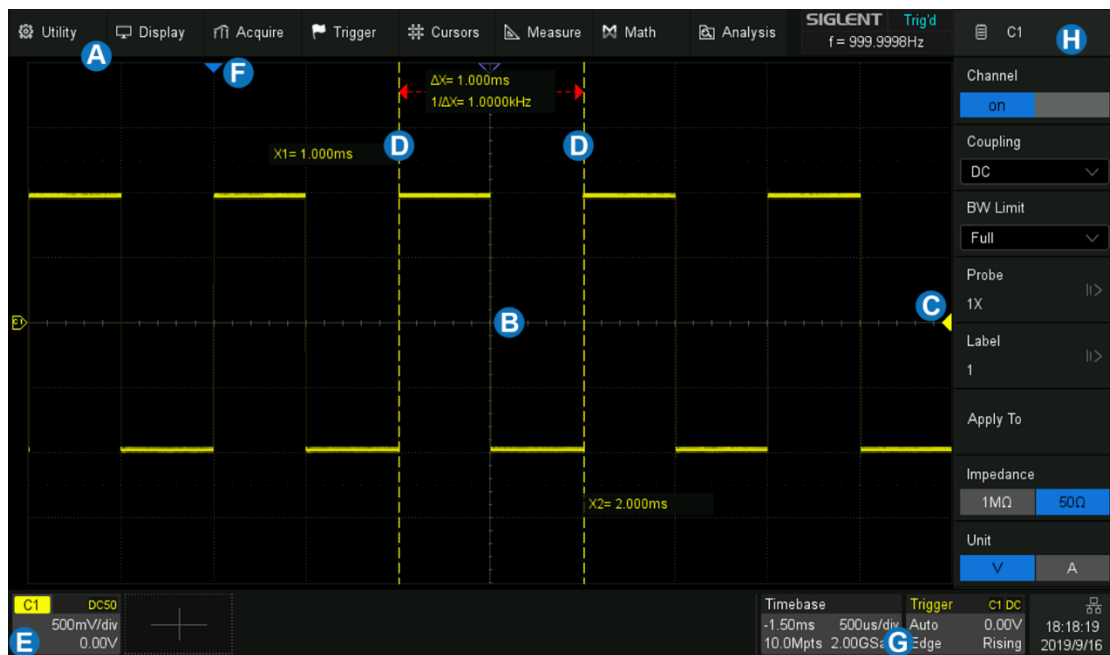 Utility Display Acquire Trigger Cursors Measure Math Analysis
SIGLENT Trig'd
f = 999.9998Hz
C1
A
F
H
ΔX= 1.000ms
1/ΔX= 1.0000kHz
X1= 1.000ms
D
D
B
C
C1
X2= 2.000ms
Channel
on
Coupling
DC
BW Limit
Full
Probe
1X
Label
1
Apply To
Impedance
1MΩ 50Ω
Unit
V A
C1 DC50
500mV/div
0.00V
E
Timebase
-1.50ms 500us/div
10.0Mpts 2.00GSa
G
Trigger C1 DC
Auto 0.00V
Edge Rising
18:18:19
2019/9/16